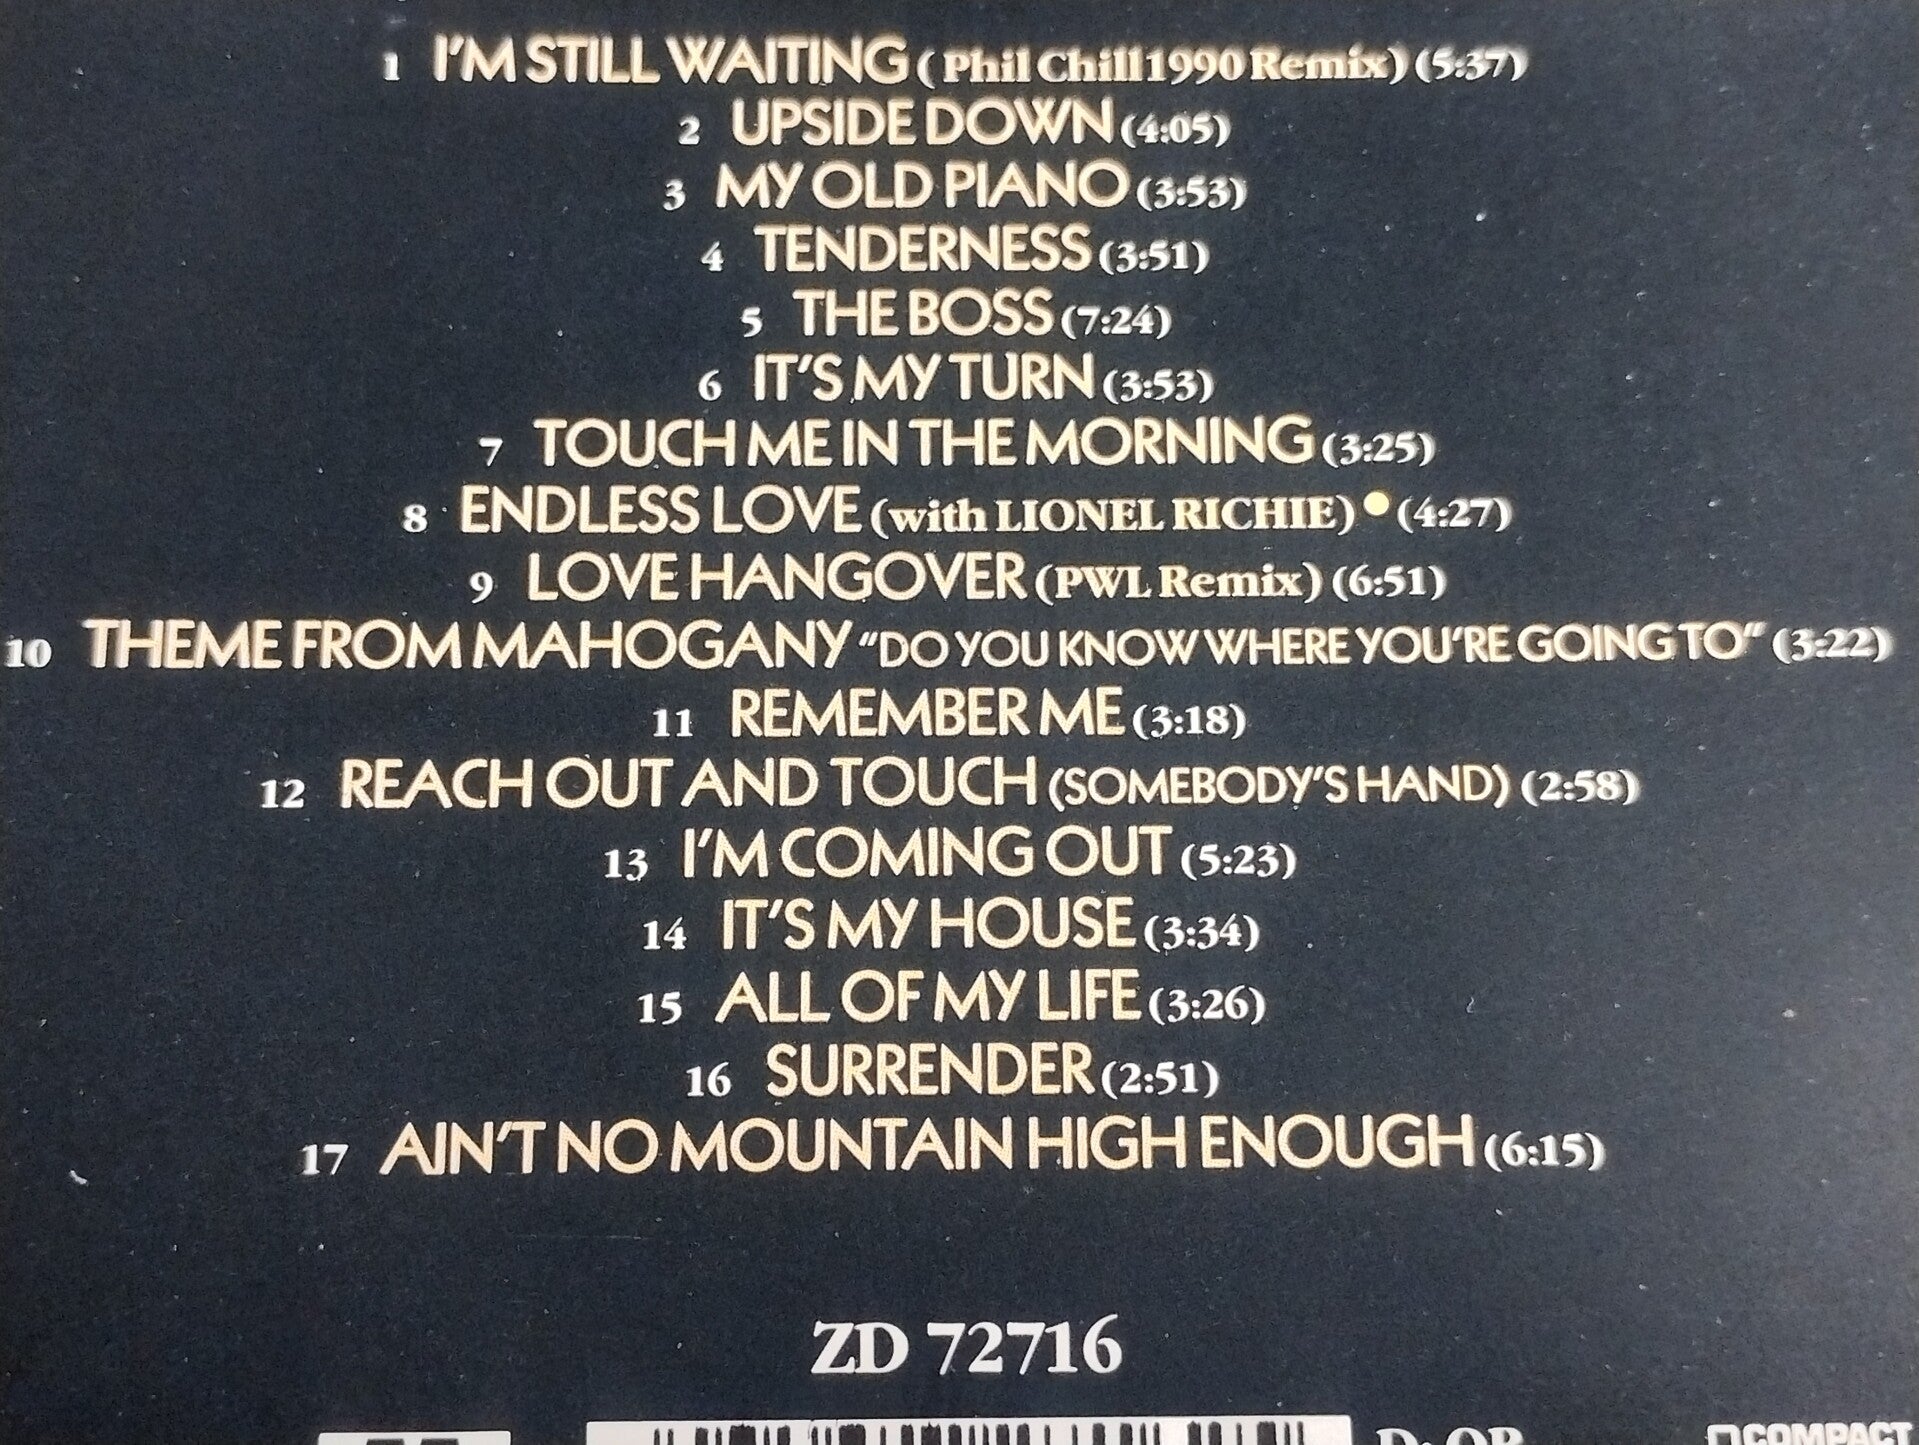 1 I'M STILL WAITING (Phil Chill 1990 Remix) (5:37)
2 UPSIDE DOWN (4:05)
3 MY OLD PIANO (3:53)
4 TENDERNESS (3:51)
5 THE BOSS (7:24)
6 IT'S MY TURN (3:53)
7 TOUCH ME IN THE MORNING (3:25)
8 ENDLESS LOVE (with LIONEL RICHIE) • (4:27)
9 LOVE HANGOVER (PWL Remix) (6:51)
10 THEME FROM MAHOGANY "DO YOU KNOW WHERE YOU'RE GOING TO" (3:22)
11 REMEMBER ME (3:18)
12 REACH OUT AND TOUCH (SOMEBODY'S HAND) (2:58)
13 I'M COMING OUT (5:23)
14 IT'S MY HOUSE (3:34)
15 ALL OF MY LIFE (3:26)
16 SURRENDER (2:51)
17 AIN'T NO MOUNTAIN HIGH ENOUGH (6:15)
ZD 72716
COMPACT